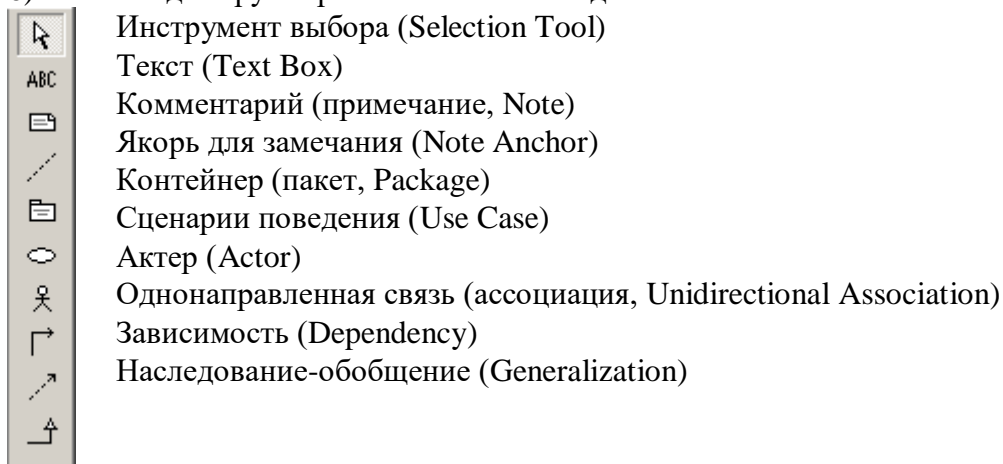 Инструмент выбора (Selection Tool)
ABC
Текст (Text Box)
Комментарий (примечание, Note)
Якорь для замечания (Note Anchor)
Контейнер (пакет, Package)
Сценарии поведения (Use Case)
Актер (Actor)
Однонаправленная связь (ассоциация, Unidirectional Association)
Зависимость (Dependency)
Наследование-обобщение (Generalization)